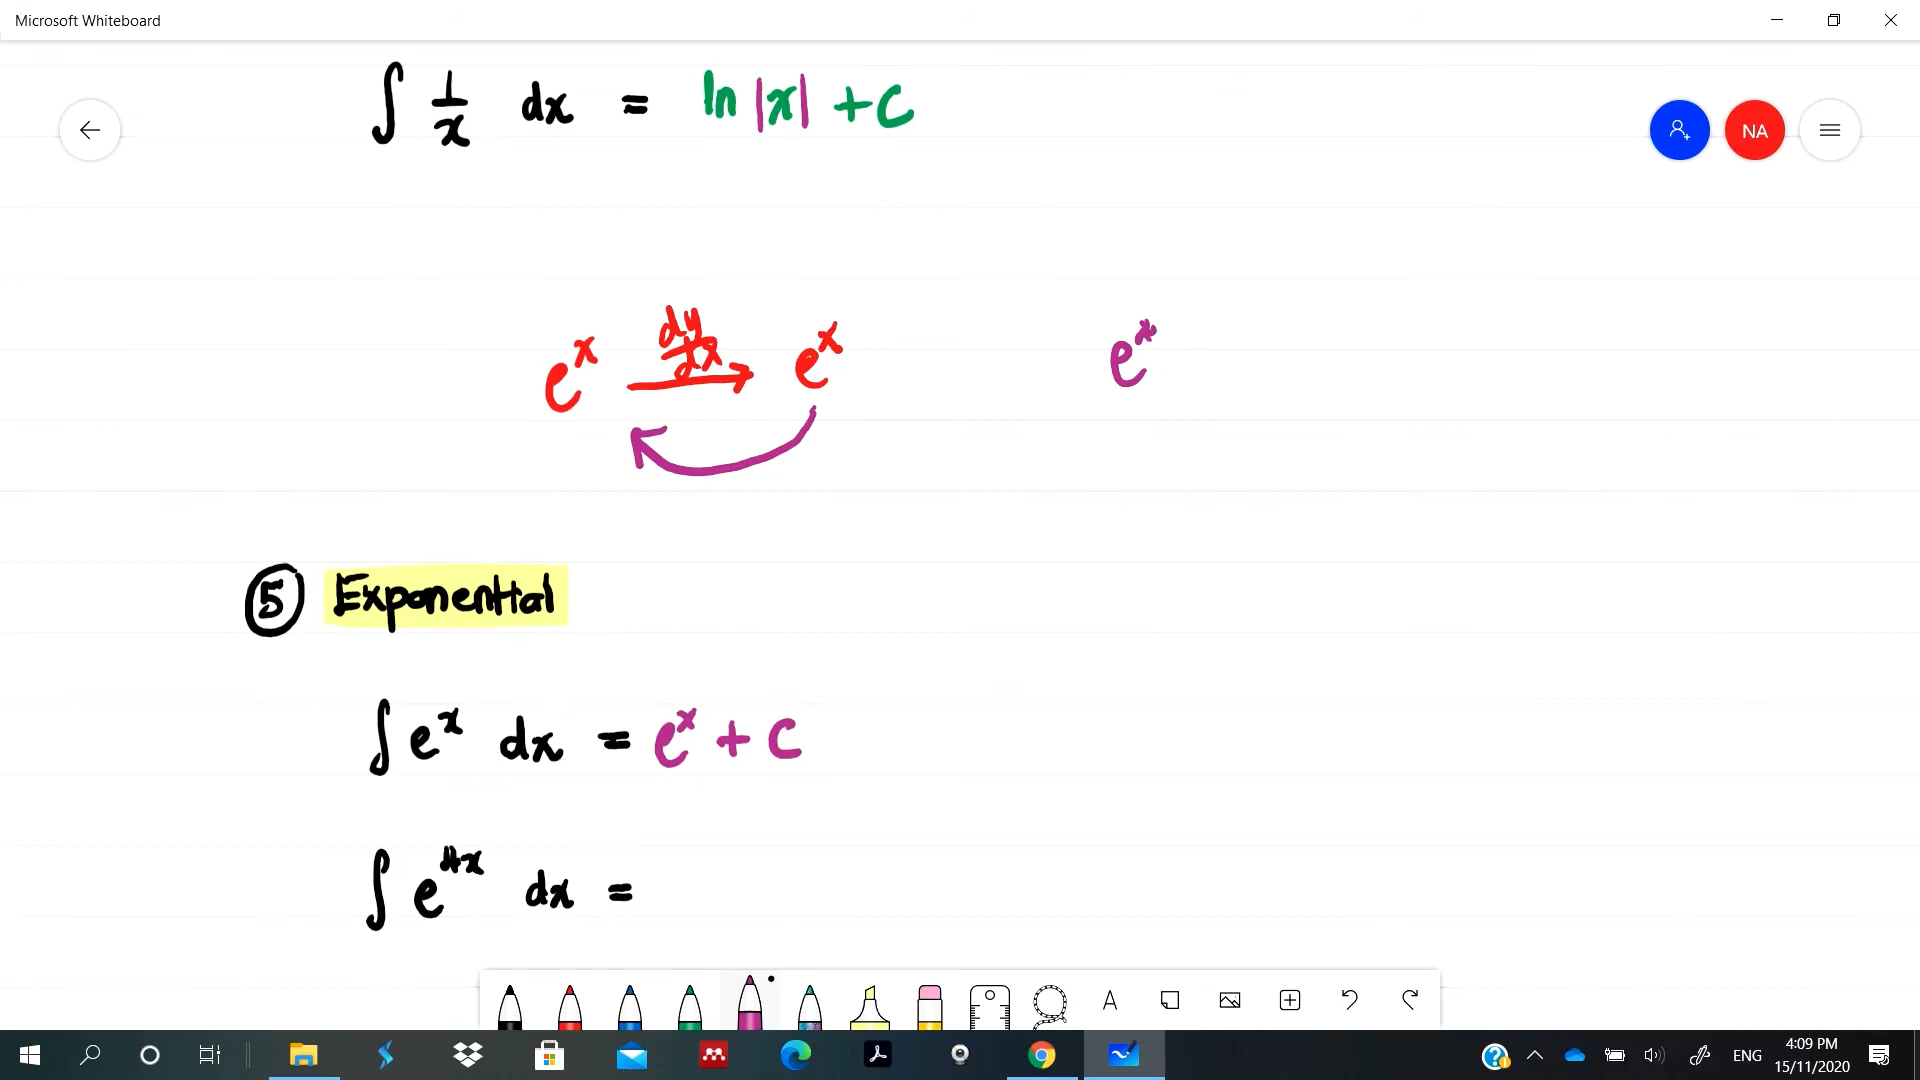 Microsoft Whiteboard
∫ 1/x dx = ln |x| + c
NA
e^x dy/dx → e^x
e^x
⑤ Exponential
∫ e^x dx = e^x + c
∫ e^4x dx =
A
ENG
4:09 PM
15/11/2020